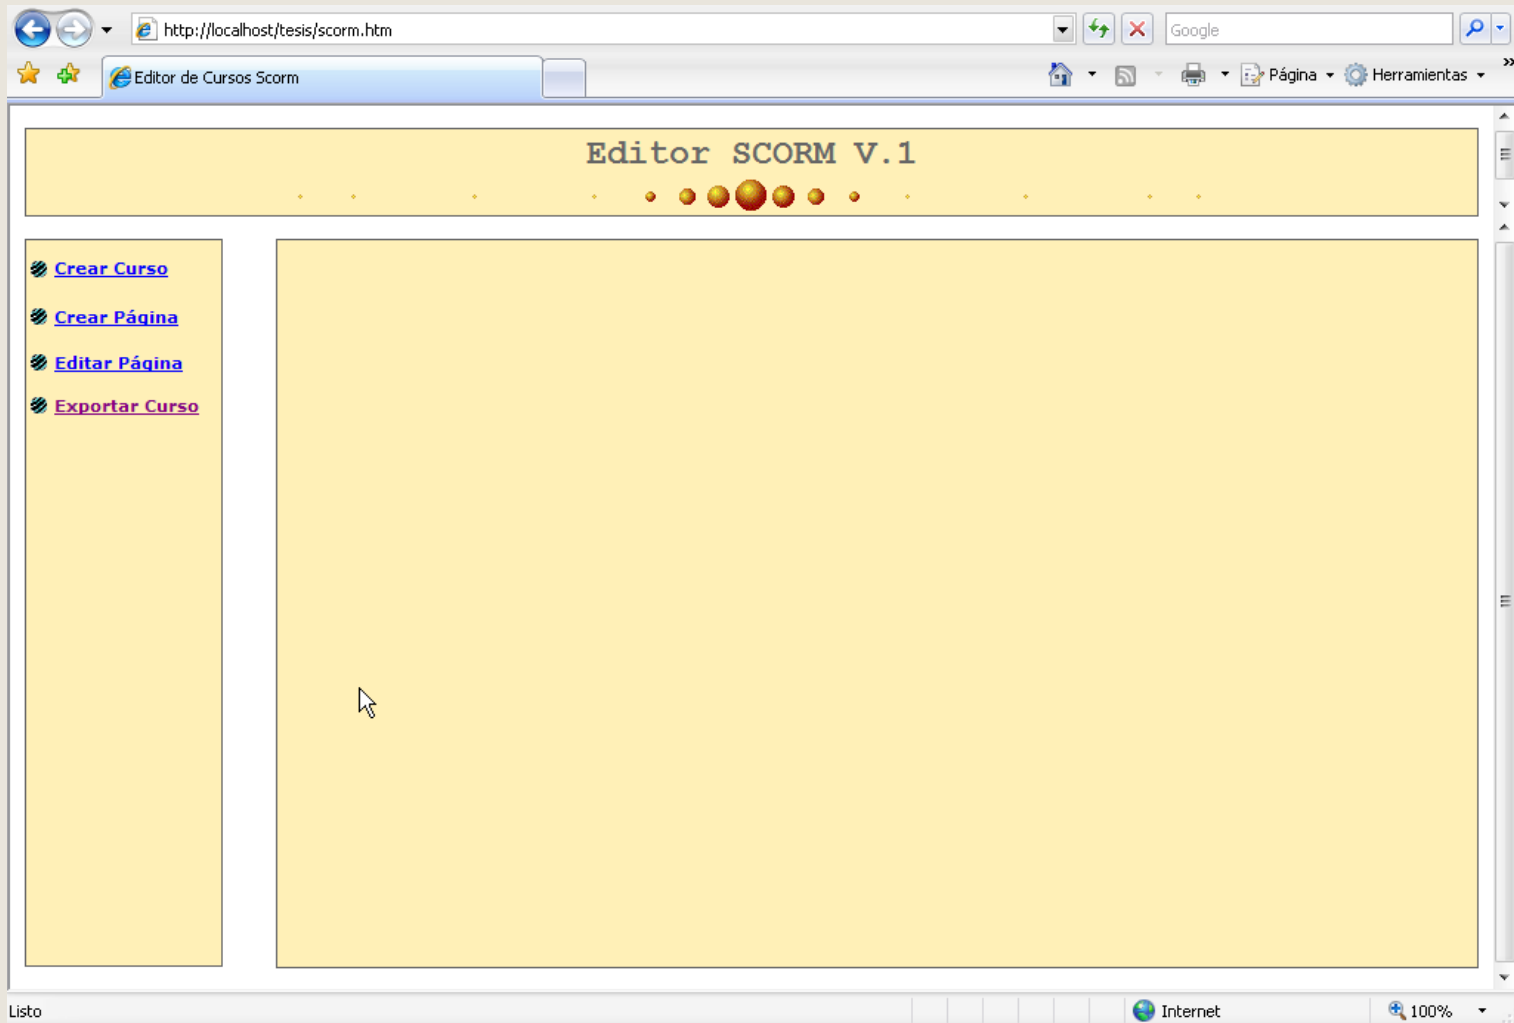 http://localhost/tesis/scorm.htm
Google
Editor de Cursos Scorm
Página
Herramientas
Editor SCORM V.1
Crear Curso
Crear Página
Editar Página
Exportar Curso
Listo
Internet
100%